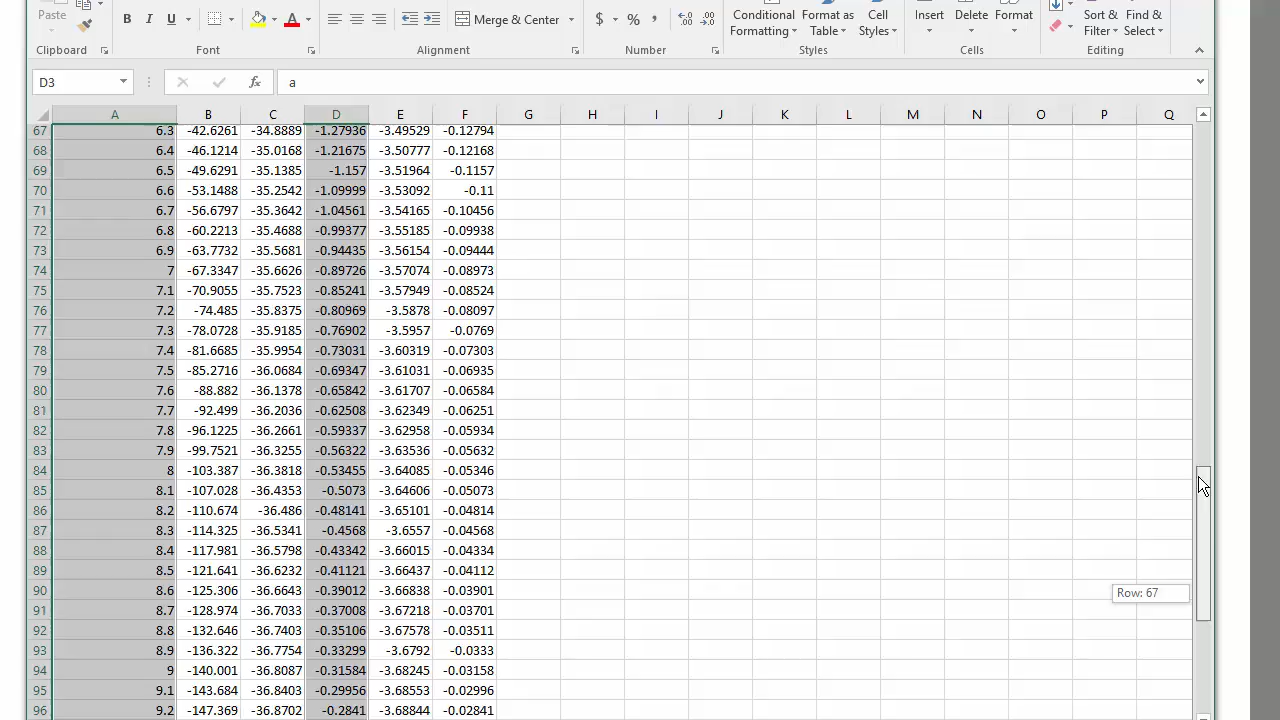 Paste
B I U A Merge & Center $ % , Conditional Format as Cell Insert Delete Format Sort & Find &
Formatting Table Styles Filter Select
Clipboard Font Alignment Number Styles Cells Editing
D3 fx a
A B C D E F G H I J K L M N O P Q
67 6.3 -42.6261 -34.8889 -1.27936 -3.49529 -0.12794
68 6.4 -46.1214 -35.0168 -1.21675 -3.50777 -0.12168
69 6.5 -49.6291 -35.1385 -1.157 -3.51964 -0.1157
70 6.6 -53.1488 -35.2542 -1.09999 -3.53092 -0.11
71 6.7 -56.6797 -35.3642 -1.04561 -3.54165 -0.10456
72 6.8 -60.2213 -35.4688 -0.99377 -3.55185 -0.09938
73 6.9 -63.7732 -35.5681 -0.94435 -3.56154 -0.09444
74 7 -67.3347 -35.6626 -0.89726 -3.57074 -0.08973
75 7.1 -70.9055 -35.7523 -0.85241 -3.57949 -0.08524
76 7.2 -74.485 -35.8375 -0.80969 -3.5878 -0.08097
77 7.3 -78.0728 -35.9185 -0.76902 -3.5957 -0.0769
78 7.4 -81.6685 -35.9954 -0.73031 -3.60319 -0.07303
79 7.5 -85.2716 -36.0684 -0.69347 -3.61031 -0.06935
80 7.6 -88.882 -36.1378 -0.65842 -3.61707 -0.06584
81 7.7 -92.499 -36.2036 -0.62508 -3.62349 -0.06251
82 7.8 -96.1225 -36.2661 -0.59337 -3.62958 -0.05934
83 7.9 -99.7521 -36.3255 -0.56322 -3.63536 -0.05632
84 8 -103.387 -36.3818 -0.53455 -3.64085 -0.05346
85 8.1 -107.028 -36.4353 -0.5073 -3.64606 -0.05073
86 8.2 -110.674 -36.486 -0.48141 -3.65101 -0.04814
87 8.3 -114.325 -36.5341 -0.4568 -3.6557 -0.04568
88 8.4 -117.981 -36.5798 -0.43342 -3.66015 -0.04334
89 8.5 -121.641 -36.6232 -0.41121 -3.66437 -0.04112
90 8.6 -125.306 -36.6643 -0.39012 -3.66838 -0.03901 Row: 67
91 8.7 -128.974 -36.7033 -0.37008 -3.67218 -0.03701
92 8.8 -132.646 -36.7403 -0.35106 -3.67578 -0.03511
93 8.9 -136.322 -36.7754 -0.33299 -3.6792 -0.0333
94 9 -140.001 -36.8087 -0.31584 -3.68245 -0.03158
95 9.1 -143.684 -36.8403 -0.29956 -3.68553 -0.02996
96 9.2 -147.369 -36.8702 -0.2841 -3.68844 -0.02841